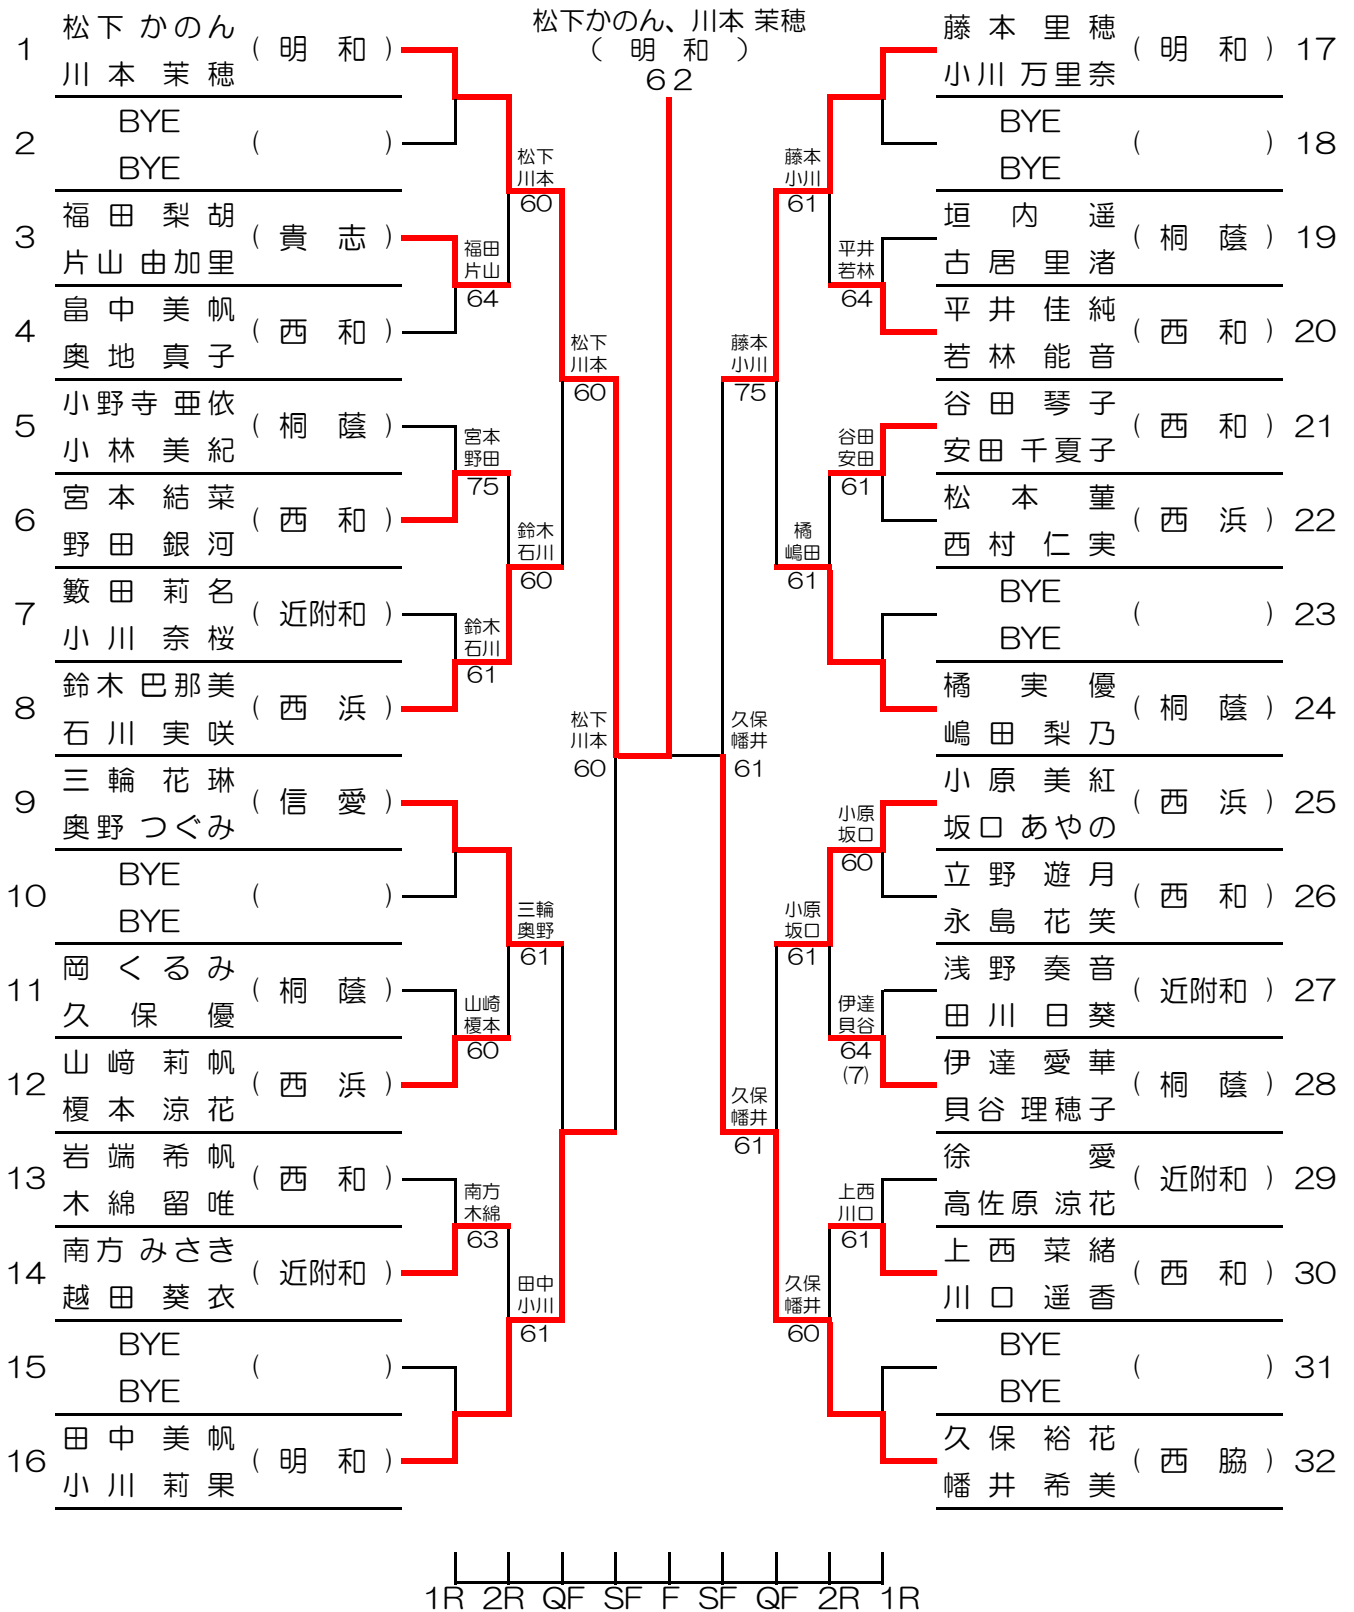 松下かのん、川本 茉穂
（ 明 和 ）
62
1 松下 かのん
川本 茉穂
( 明 和 )
2 BYE
BYE
( )
3 福田 梨胡
片山 由加里
( 貴 志 )
4 畠中 美帆
奥地 真子
( 西 和 )
5 小野寺 亜依
小林 美紀
( 桐 蔭 )
6 宮本 結菜
野田 銀河
( 西 和 )
7 籔田 莉名
小川 奈桜
( 近附和 )
8 鈴木 巴那美
石川 実咲
( 西 浜 )
9 三輪 花琳
奥野 つぐみ
( 信 愛 )
10 BYE
BYE
( )
11 岡 くるみ
久保 優
( 桐 蔭 )
12 山﨑 莉帆
榎本 涼花
( 西 浜 )
13 岩端 希帆
木綿 留唯
( 西 和 )
14 南方 みさき
越田 葵衣
( 近附和 )
15 BYE
BYE
( )
16 田中 美帆
小川 莉果
( 明 和 )
福田
片山
64
宮本
野田
75
鈴木
石川
61
山崎
榎本
60
南方
木綿
63
松下
川本
60
鈴木
石川
60
三輪
奥野
61
田中
小川
61
松下
川本
60
松下
川本
60
藤本
小川
75
久保
幡井
61
久保
幡井
61
藤本
小川
61
橘
嶋田
61
小原
坂口
61
久保
幡井
60
平井
若林
64
谷田
安田
61
小原
坂口
60
伊達
貝谷
64
(7)
上西
川口
61
藤本 里穂
小川 万里奈
( 明 和 ) 17
BYE
BYE
( ) 18
垣内 遥
古居 里渚
( 桐 蔭 ) 19
平井 佳純
若林 能音
( 西 和 ) 20
谷田 琴子
安田 千夏子
( 西 和 ) 21
松本 菫
西村 仁実
( 西 浜 ) 22
BYE
BYE
( ) 23
橘 実優
嶋田 梨乃
( 桐 蔭 ) 24
小原 美紅
坂口 あやの
( 西 浜 ) 25
立野 遊月
永島 花笑
( 西 和 ) 26
浅野 奏音
田川 日葵
( 近附和 ) 27
伊達 愛華
貝谷 理穂子
( 桐 蔭 ) 28
徐 愛
高佐原 涼花
( 近附和 ) 29
上西 菜緒
川口 遥香
( 西 和 ) 30
BYE
BYE
( ) 31
久保 裕花
幡井 希美
( 西 脇 ) 32
1R 2R QF SF F SF QF 2R 1R